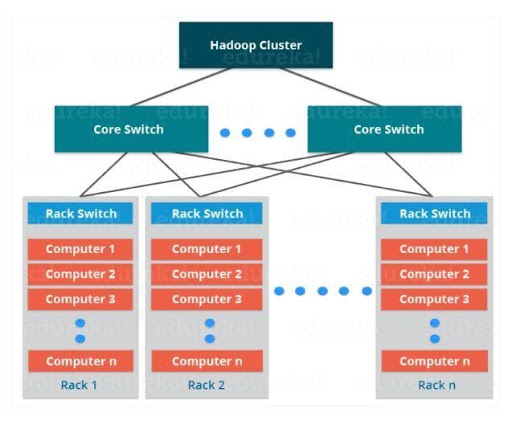 Hadoop Cluster
edureka!
Core Switch
Core Switch
Rack Switch
Computer 1
Computer 2
Computer 3
Computer n
Rack 1
Rack Switch
Computer 1
Computer 2
Computer 3
Computer n
Rack 2
Rack Switch
Computer 1
Computer 2
Computer 3
Computer n
Rack n